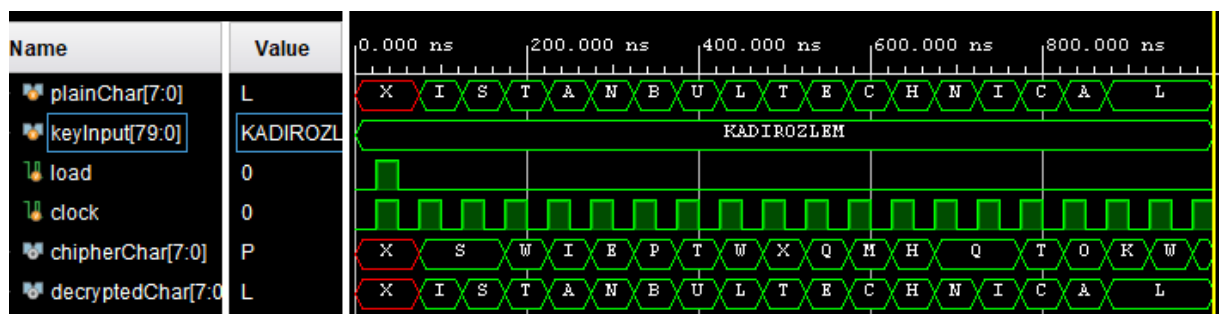 Name Value 0.000 ns 200.000 ns 400.000 ns 600.000 ns 800.000 ns
plainChar[7:0] L X I S T A N B U L T E C H N I C A L
keyInput[79:0] KADIROZL KADIROZLEM
load 0
clock 0
chipherChar[7:0] P X S W I E P T W X Q M H Q T O K W
decryptedChar[7:0 L X I S T A N B U L T E C H N I C A L